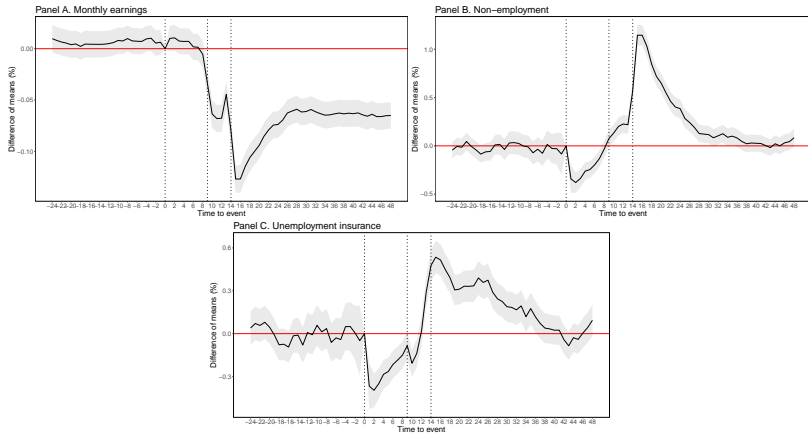 Panel A. Monthly earnings
Difference of means (%)
0.00
−0.05
−0.10
−24−22−20−18−16−14−12−10−8 −6 −4 −2 0 2 4 6 8 10 12 14 16 18 20 22 24 26 28 30 32 34 36 38 40 42 44 46 48
Time to event
Panel B. Non−employment
Difference of means (%)
1.0
0.5
0.0
−0.5
−24−22−20−18−16−14−12−10−8 −6 −4 −2 0 2 4 6 8 10 12 14 16 18 20 22 24 26 28 30 32 34 36 38 40 42 44 46 48
Time to event
Panel C. Unemployment insurance
Difference of means (%)
0.6
0.3
0.0
−0.3
−24−22−20−18−16−14−12−10−8 −6 −4 −2 0 2 4 6 8 10 12 14 16 18 20 22 24 26 28 30 32 34 36 38 40 42 44 46 48
Time to event